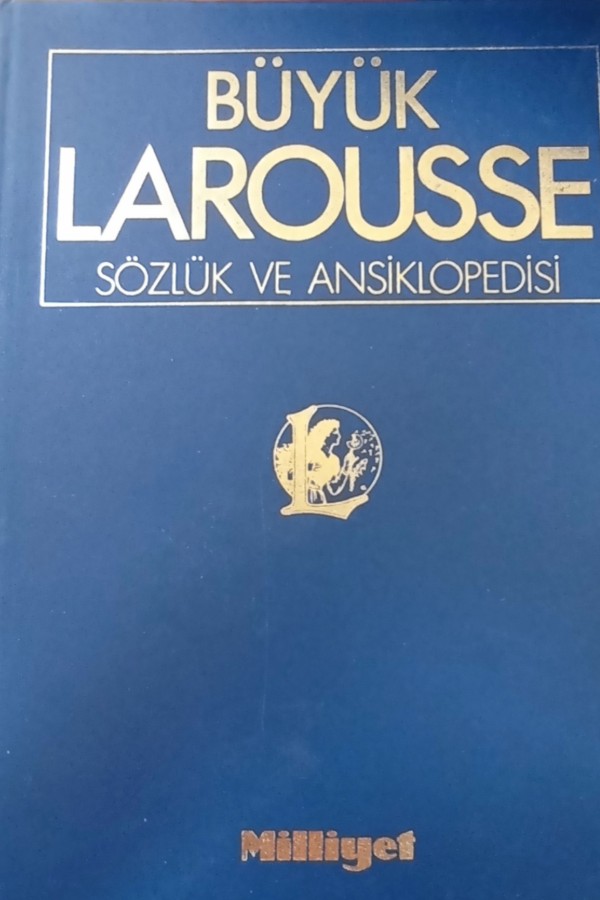 BÜYÜK
LAROUSSE
SÖZLÜK VE ANSİKLOPEDİSİ
L
Milliyet